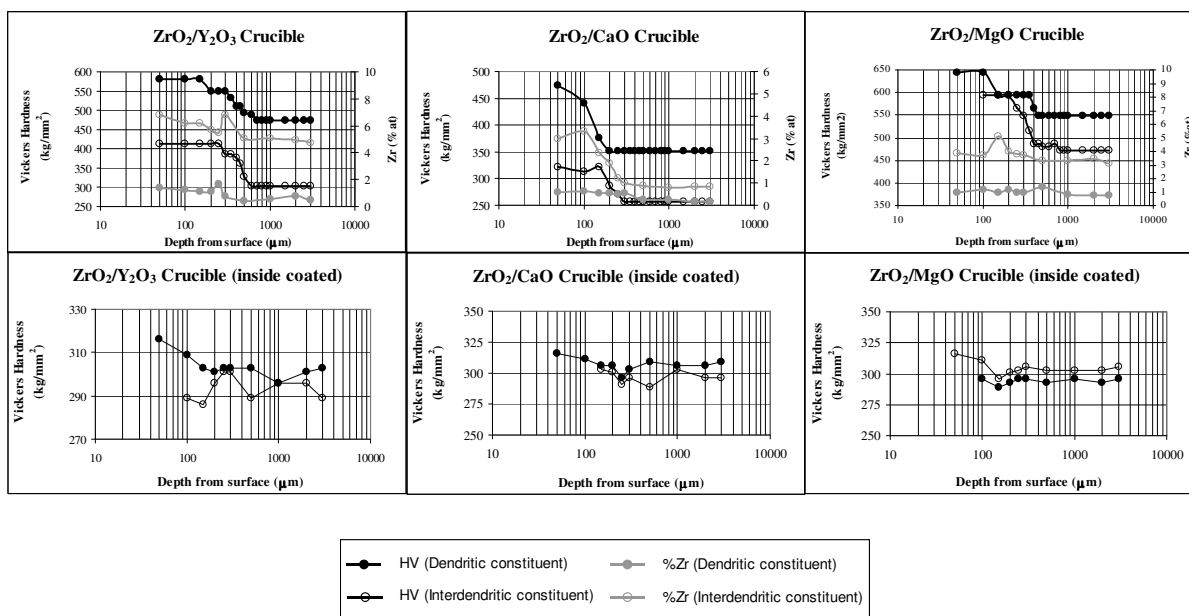 ZrO₂/Y₂O₃ Crucible
600
550
500
450
400
350
300
250
10
8
6
4
2
0
10 100 1000 10000
Vickers Hardness
(kg/mm²)
Zr (% at)
Depth from surface (μm)
ZrO₂/CaO Crucible
500
450
400
350
300
250
6
5
4
3
2
1
0
10 100 1000 10000
Vickers Hardness
(kg/mm²)
Zr (% at)
Depth from surface (μm)
ZrO₂/MgO Crucible
650
600
550
500
450
400
350
10
9
8
7
6
5
4
3
2
1
0
10 100 1000 10000
Vickers Hardness
(kg/mm2)
Zr (%at)
Depth from surface (μm)
ZrO₂/Y₂O₃ Crucible (inside coated)
330
310
290
270
10 100 1000 10000
Vickers Hardness
(kg/mm²)
Depth from surface (μm)
ZrO₂/CaO Crucible (inside coated)
350
325
300
275
250
10 100 1000 10000
Vickers Hardness
(kg/mm²)
Depth from surface (μm)
ZrO₂/MgO Crucible (inside coated)
350
325
300
275
250
10 100 1000 10000
Vickers Hardness
(kg/mm²)
Depth from surface (μm)
HV (Dendritic constituent) %Zr (Dendritic constituent)
HV (Interdendritic constituent) %Zr (Interdendritic constituent)